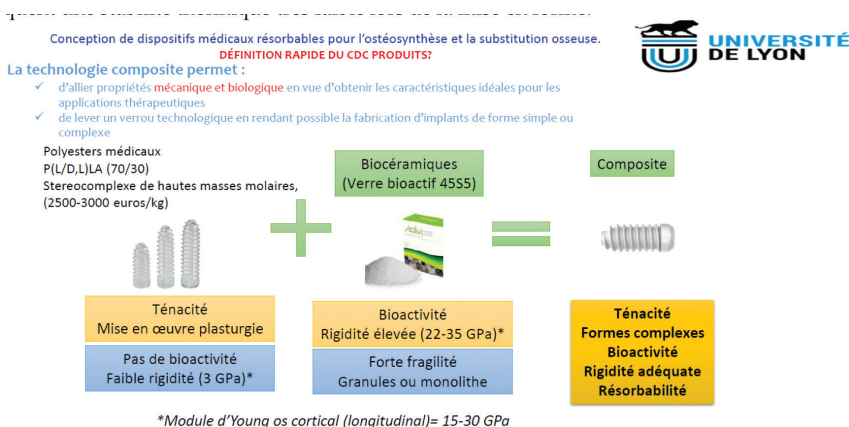 Conception de dispositifs médicaux résorbables pour l'ostéosynthèse et la substitution osseuse.
DÉFINITION RAPIDE DU CDC PRODUITS?
UNIVERSITÉ
DE LYON
La technologie composite permet :
✓ d'allier propriétés mécanique et biologique en vue d'obtenir les caractéristiques idéales pour les
applications thérapeutiques
✓ de lever un verrou technologique en rendant possible la fabrication d'implants de forme simple ou
complexe
Polyesters médicaux
P(L/D,L)LA (70/30)
Stereocomplexe de hautes masses molaires,
(2500-3000 euros/kg)
Biocéramiques
(Verre bioactif 45S5)
Composite
Ténacité
Mise en œuvre plasturgie
Pas de bioactivité
Faible rigidité (3 GPa)*
Bioactivité
Rigidité élevée (22-35 GPa)*
Forte fragilité
Granules ou monolithe
Ténacité
Formes complexes
Bioactivité
Rigidité adéquate
Résorbabilité
*Module d'Young os cortical (longitudinal)= 15-30 GPa